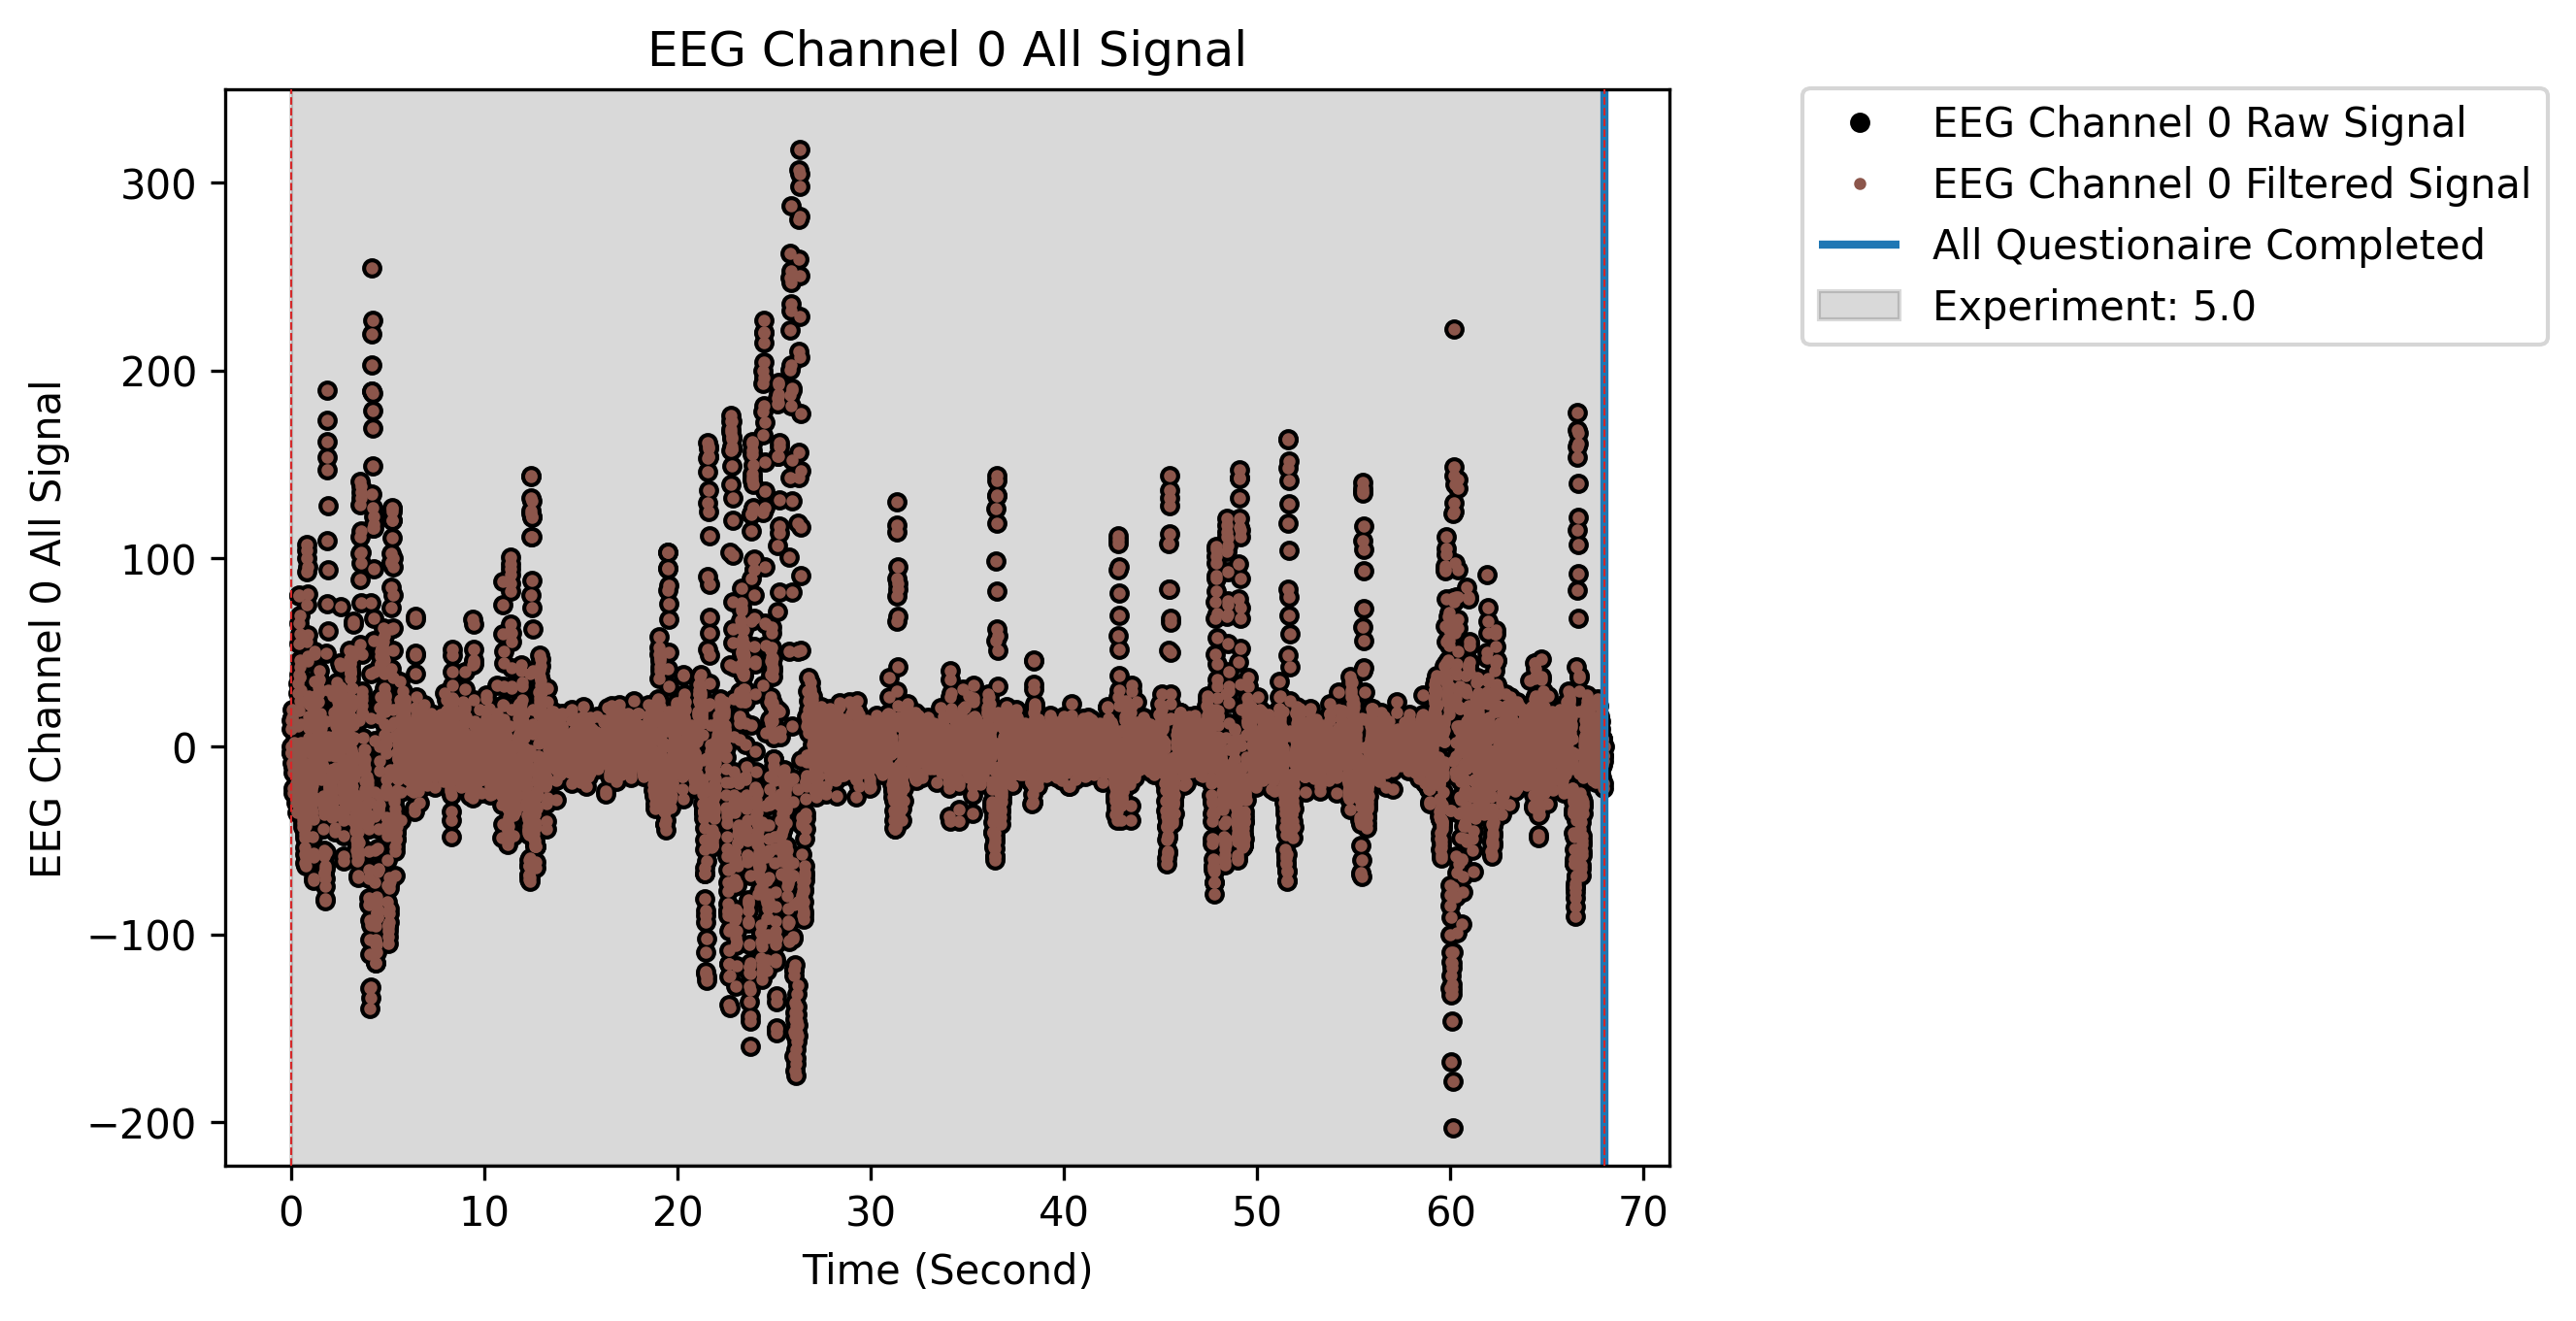 EEG Channel 0 All Signal
EEG Channel 0 All Signal
300
200
100
0
−100
−200
0 10 20 30 40 50 60 70
Time (Second)
EEG Channel 0 Raw Signal
EEG Channel 0 Filtered Signal
All Questionaire Completed
Experiment: 5.0